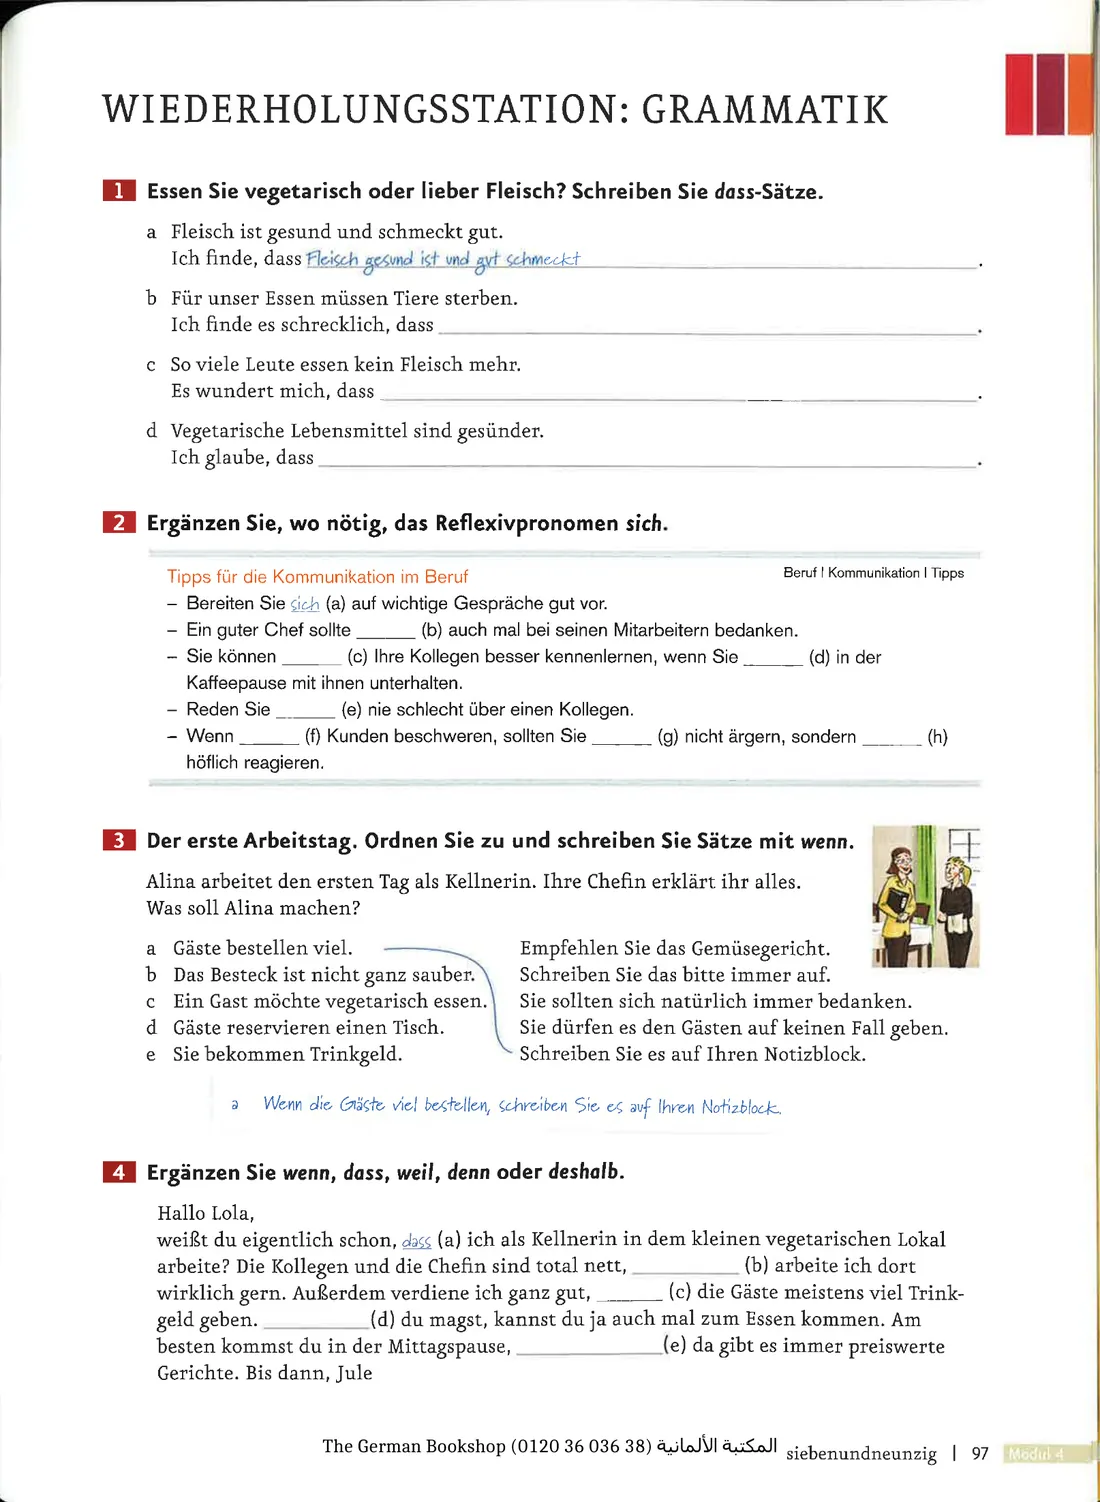 WIEDERHOLUNGSSTATION: GRAMMATIK
1 Essen Sie vegetarisch oder lieber Fleisch? Schreiben Sie dass-Sätze.
a Fleisch ist gesund und schmeckt gut.
Ich finde, dass Fleisch gesund ist und gut schmeckt.
b Für unser Essen müssen Tiere sterben.
Ich finde es schrecklich, dass ______.
c So viele Leute essen kein Fleisch mehr.
Es wundert mich, dass ______.
d Vegetarische Lebensmittel sind gesünder.
Ich glaube, dass ______.
2 Ergänzen Sie, wo nötig, das Reflexivpronomen sich.
Tipps für die Kommunikation im Beruf Beruf | Kommunikation | Tipps
– Bereiten Sie sich (a) auf wichtige Gespräche gut vor.
– Ein guter Chef sollte ______ (b) auch mal bei seinen Mitarbeitern bedanken.
– Sie können ______ (c) Ihre Kollegen besser kennenlernen, wenn Sie ______ (d) in der
Kaffeepause mit ihnen unterhalten.
– Reden Sie ______ (e) nie schlecht über einen Kollegen.
– Wenn ______ (f) Kunden beschweren, sollten Sie ______ (g) nicht ärgern, sondern ______ (h)
höflich reagieren.
3 Der erste Arbeitstag. Ordnen Sie zu und schreiben Sie Sätze mit wenn.
Alina arbeitet den ersten Tag als Kellnerin. Ihre Chefin erklärt ihr alles.
Was soll Alina machen?
a Gäste bestellen viel. Empfehlen Sie das Gemüsegericht.
b Das Besteck ist nicht ganz sauber. Schreiben Sie das bitte immer auf.
c Ein Gast möchte vegetarisch essen. Sie sollten sich natürlich immer bedanken.
d Gäste reservieren einen Tisch. Sie dürfen es den Gästen auf keinen Fall geben.
e Sie bekommen Trinkgeld. Schreiben Sie es auf Ihren Notizblock.
a Wenn die Gäste viel bestellen, schreiben Sie es auf Ihren Notizblock.
4 Ergänzen Sie wenn, dass, weil, denn oder deshalb.
Hallo Lola,
weißt du eigentlich schon, dass (a) ich als Kellnerin in dem kleinen vegetarischen Lokal
arbeite? Die Kollegen und die Chefin sind total nett, ______ (b) arbeite ich dort
wirklich gern. Außerdem verdiene ich ganz gut, ______ (c) die Gäste meistens viel Trink-
geld geben. ______ (d) du magst, kannst du ja auch mal zum Essen kommen. Am
besten kommst du in der Mittagspause, ______ (e) da gibt es immer preiswerte
Gerichte. Bis dann, Jule
The German Bookshop (0120 36 036 38) المكتبة الألمانية siebenundneunzig | 97 Modul 4